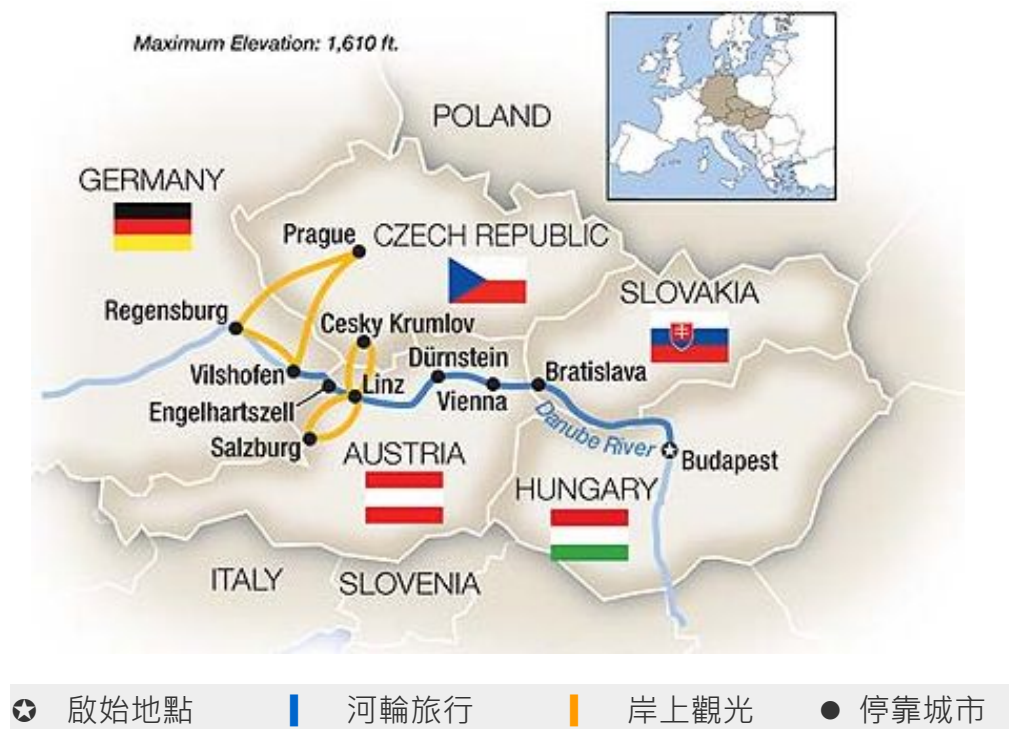 Maximum Elevation: 1,610 ft.
POLAND
GERMANY
Prague
CZECH REPUBLIC
SLOVAKIA
Regensburg
Cesky Krumlov
Vilshofen
Dürnstein
Bratislava
Linz
Engelhartszell
Vienna
Danube River
Salzburg
AUSTRIA
Budapest
HUNGARY
ITALY
SLOVENIA
啟始地點 河輪旅行 岸上觀光 停靠城市